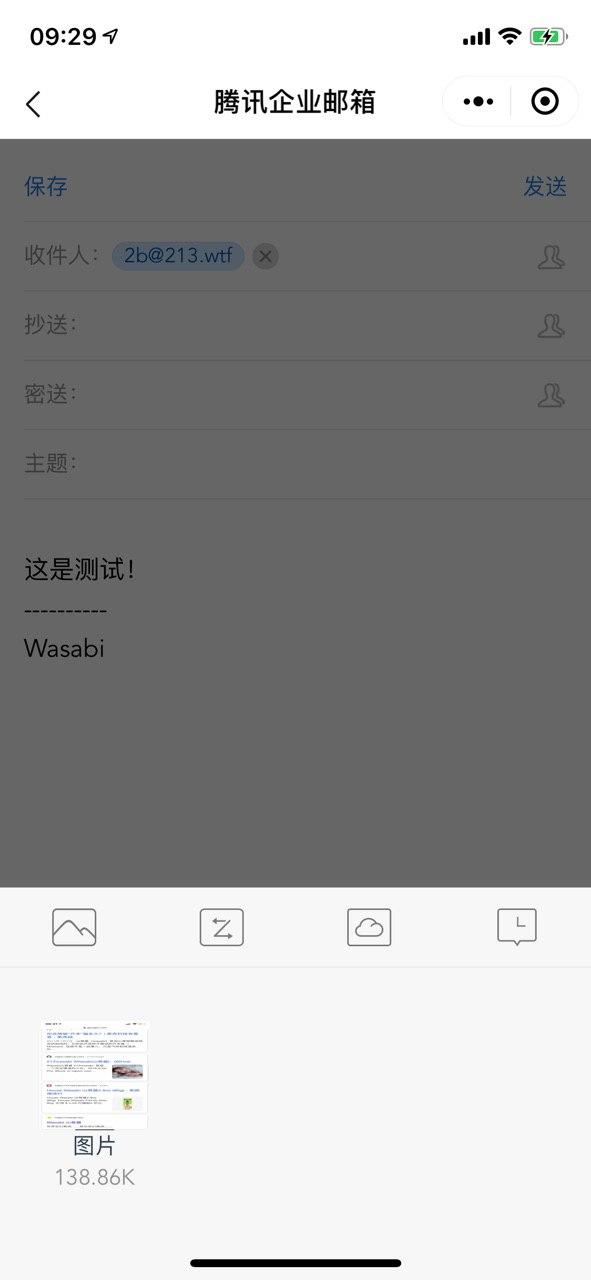 09:29
腾讯企业邮箱
保存
发送
收件人：
2b@213.wtf
抄送：
密送：
主题：
这是测试！
----------
Wasabi
图片
138.86K